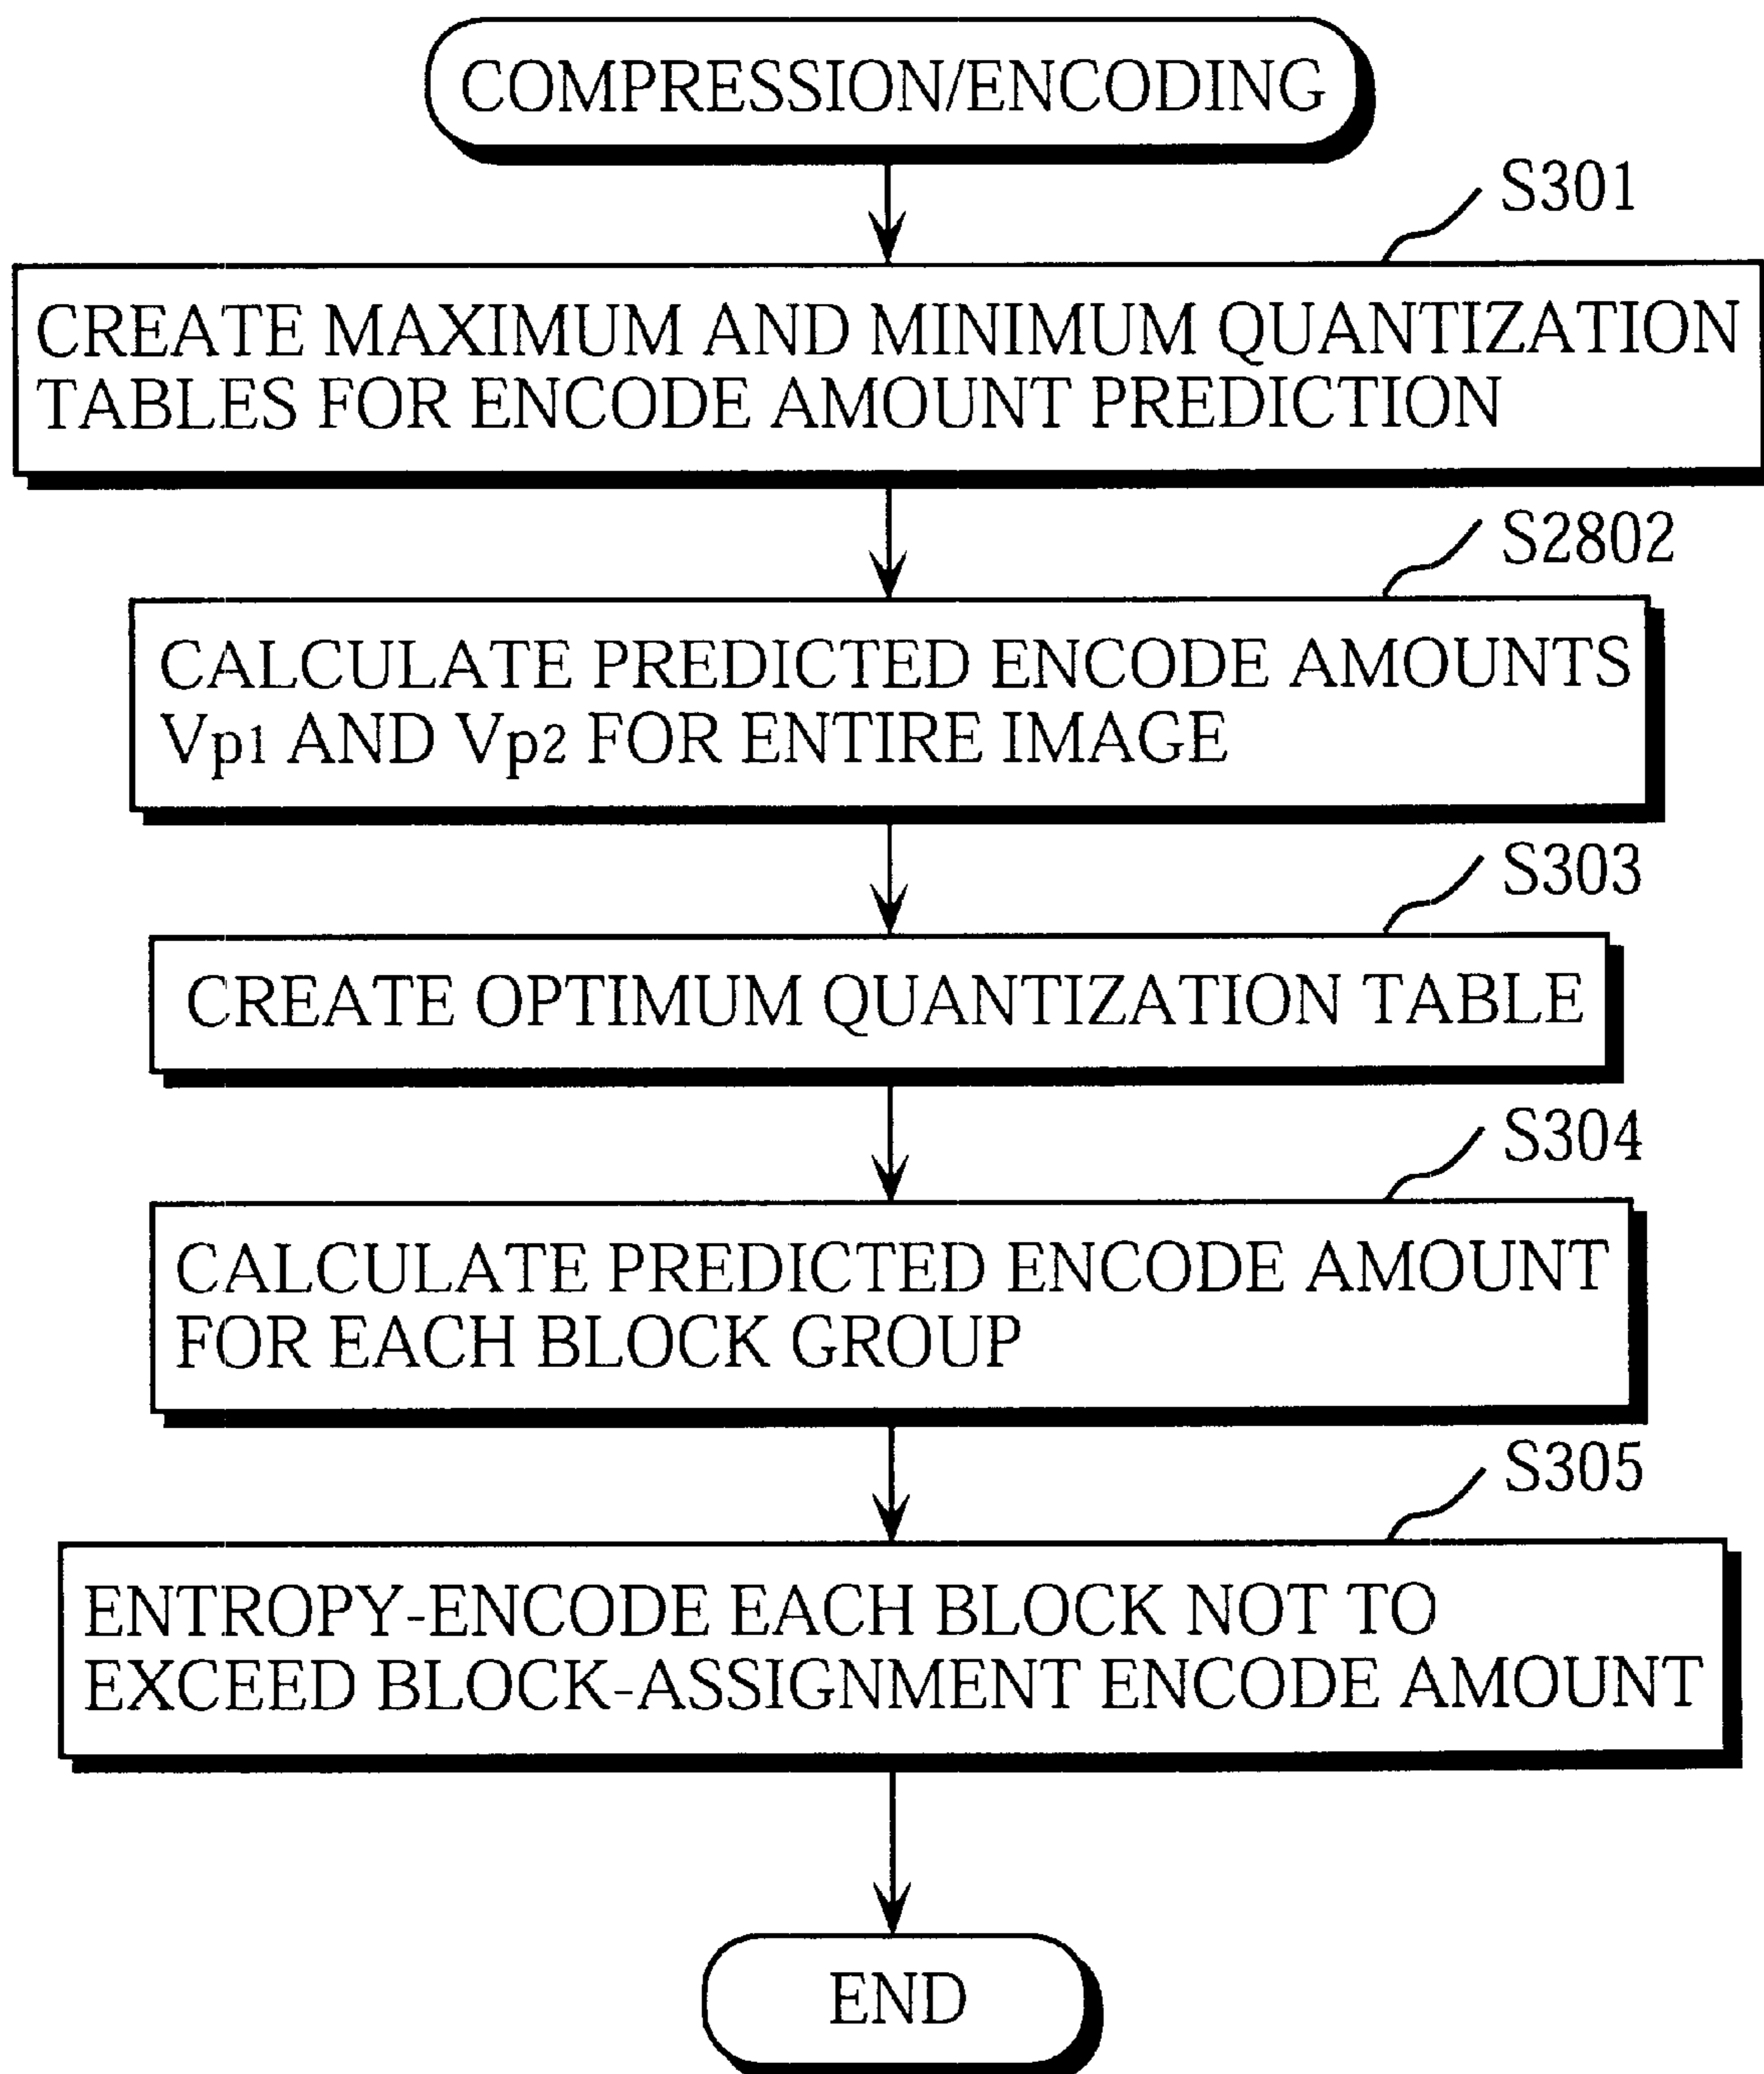 COMPRESSION/ENCODING
S301
CREATE MAXIMUM AND MINIMUM QUANTIZATION
TABLES FOR ENCODE AMOUNT PREDICTION
S2802
CALCULATE PREDICTED ENCODE AMOUNTS
Vp1 AND Vp2 FOR ENTIRE IMAGE
S303
CREATE OPTIMUM QUANTIZATION TABLE
S304
CALCULATE PREDICTED ENCODE AMOUNT
FOR EACH BLOCK GROUP
S305
ENTROPY-ENCODE EACH BLOCK NOT TO
EXCEED BLOCK-ASSIGNMENT ENCODE AMOUNT
END